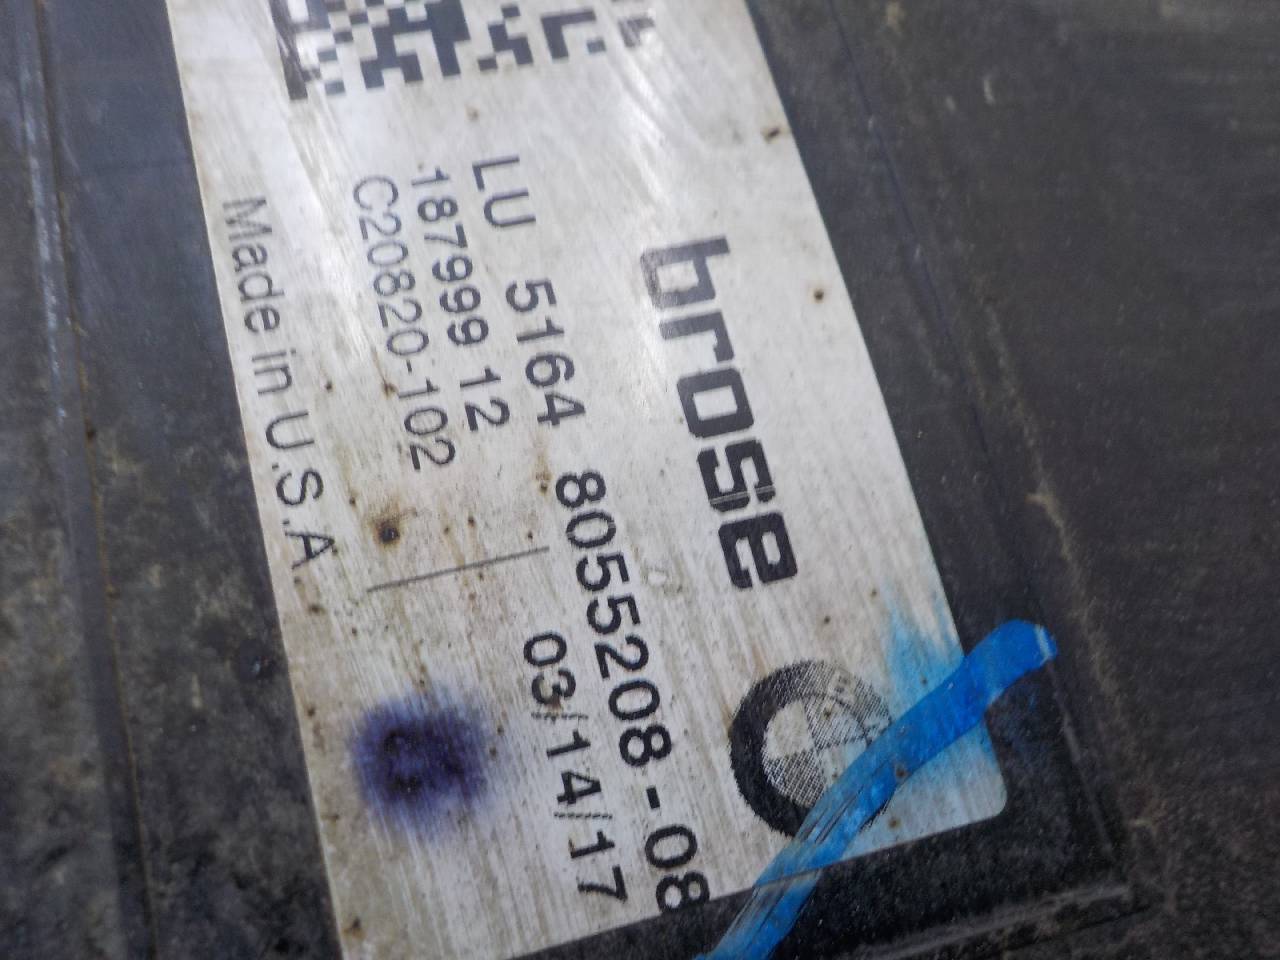 brose
LU 5164 8055208-08
187999 12
C20820-102
03/14/17
Made in U.S.A.